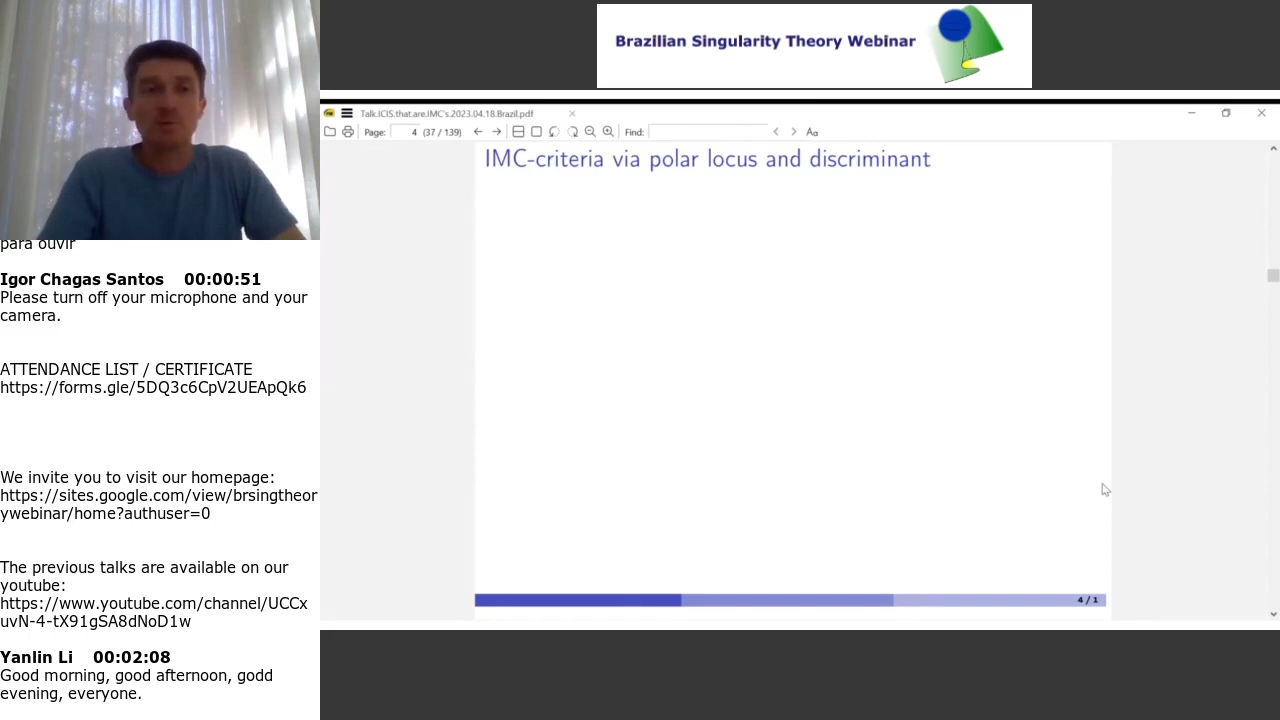 Brazilian Singularity Theory Webinar
Talk.ICIS.that.are.IMC's.2023.04.18.Brazil.pdf
Page: 4 (37 / 139) Find: Aa
IMC-criteria via polar locus and discriminant
4 / 1
para ouvir
Igor Chagas Santos 00:00:51
Please turn off your microphone and your
camera.
ATTENDANCE LIST / CERTIFICATE
https://forms.gle/5DQ3c6CpV2UEApQk6
We invite you to visit our homepage:
https://sites.google.com/view/brsingtheor
ywebinar/home?authuser=0
The previous talks are available on our
youtube:
https://www.youtube.com/channel/UCCx
uvN-4-tX91gSA8dNoD1w
Yanlin Li 00:02:08
Good morning, good afternoon, godd
evening, everyone.